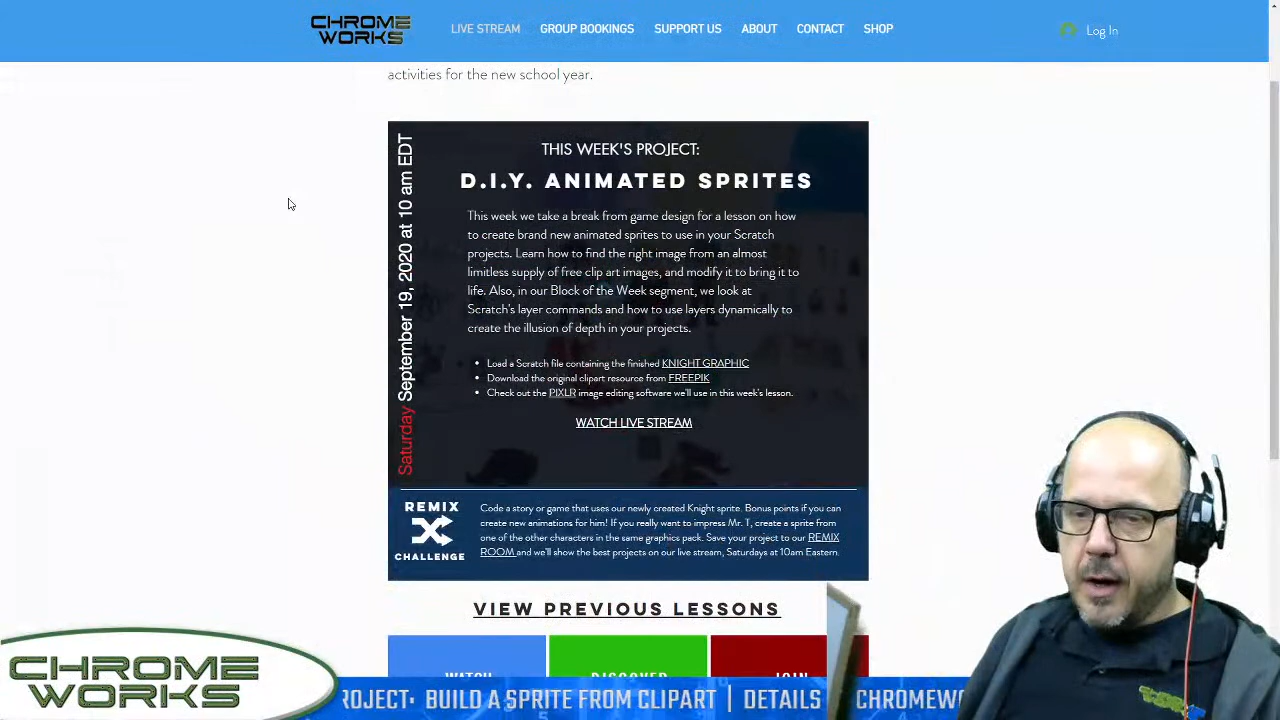 CHROME
WORKS
LIVE STREAM
GROUP BOOKINGS
SUPPORT US
ABOUT
CONTACT
SHOP
Log In
activities for the new school year.
Saturday September 19, 2020 at 10 am EDT
THIS WEEK'S PROJECT:
D.I.Y. ANIMATED SPRITES
This week we take a break from game design for a lesson on how
to create brand new animated sprites to use in your Scratch
projects. Learn how to find the right image from an almost
limitless supply of free clip art images, and modify it to bring it to
life. Also, in our Block of the Week segment, we look at
Scratch's layer commands and how to use layers dynamically to
create the illusion of depth in your projects.
• Load a Scratch file containing the finished KNIGHT GRAPHIC
• Download the original clipart resource from FREEPIK
• Check out the PIXLR image editing software we'll use in this week's lesson.
WATCH LIVE STREAM
REMIX
CHALLENGE
Code a story or game that uses our newly created Knight sprite. Bonus points if you can
create new animations for him! If you really want to impress Mr. T, create a sprite from
one of the other characters in the same graphics pack. Save your project to our REMIX
ROOM and we'll show the best projects on our live stream, Saturdays at 10am Eastern.
VIEW PREVIOUS LESSONS
WATCH
DISCOVER
JOIN
CHROME
WORKS
ROJECT: BUILD A SPRITE FROM CLIPART | DETAILS CHROMEWO